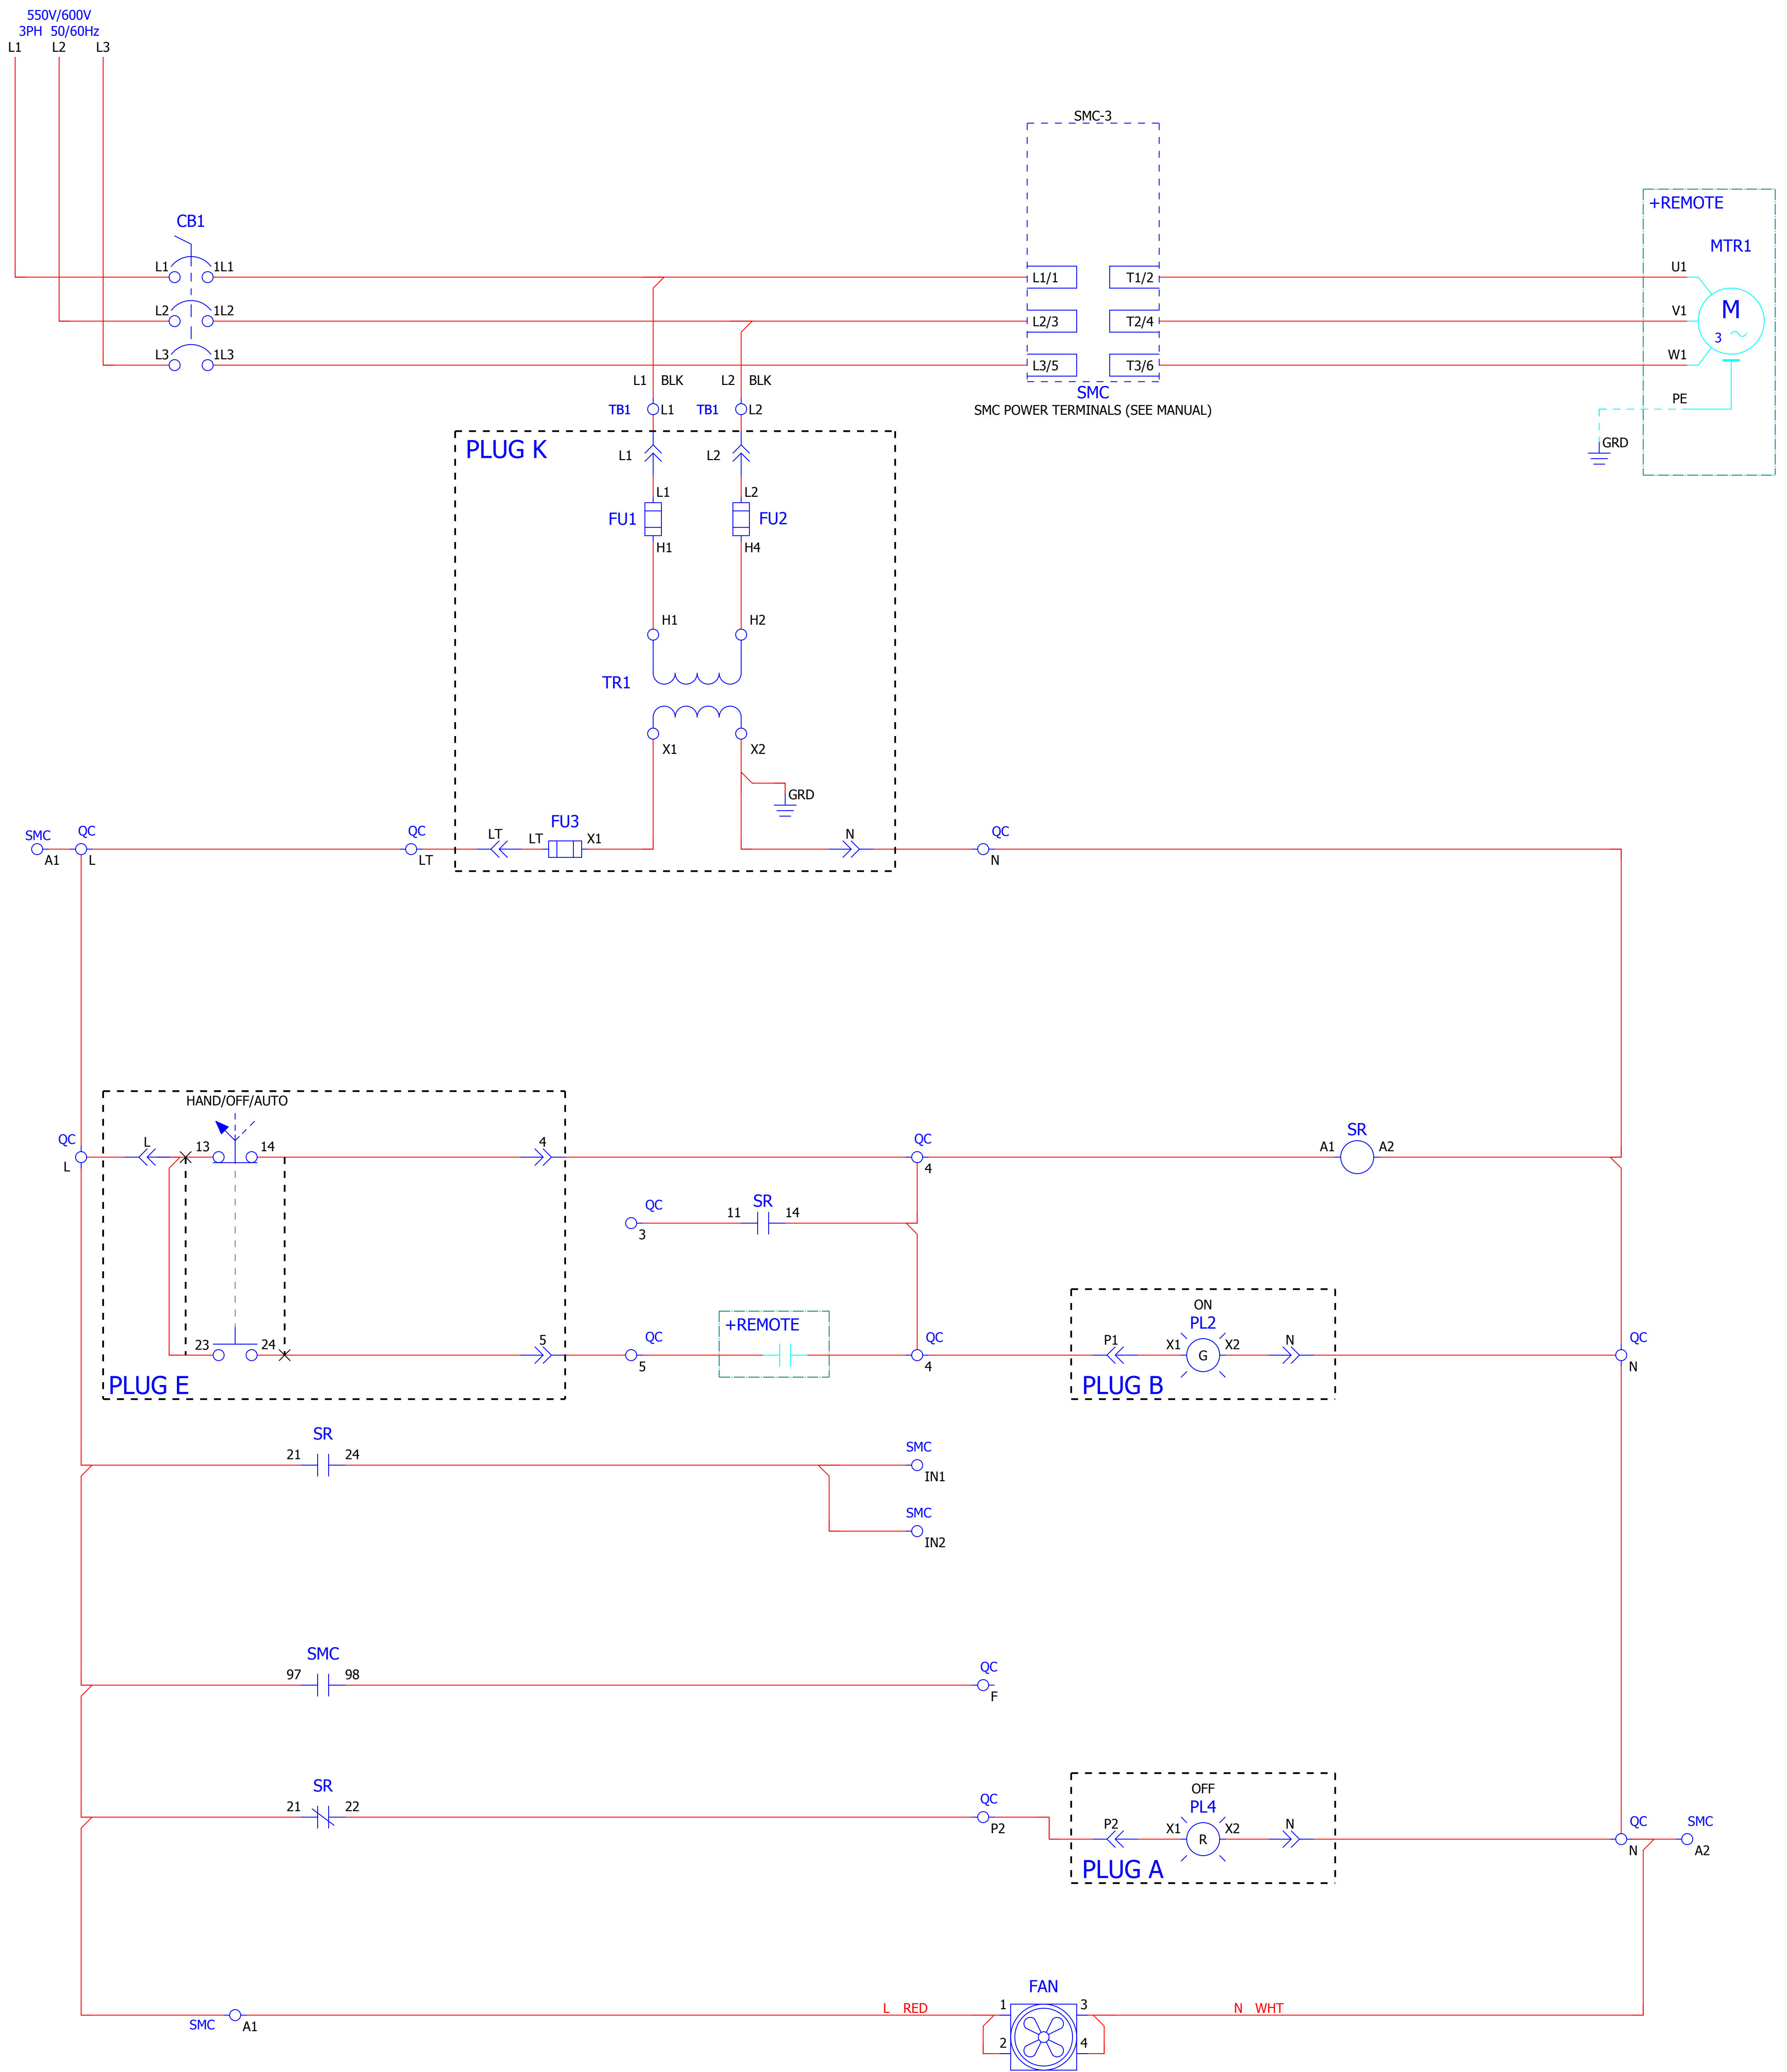 550V/600V
3PH 50/60Hz
L1 L2 L3
SMC-3
+REMOTE
CB1
MTR1
L1 1L1 L1/1 T1/2 U1
M
3
L2 1L2 L2/3 T2/4 V1
L3 1L3 L3/5 T3/6 W1
L1 BLK L2 BLK
SMC
SMC POWER TERMINALS (SEE MANUAL)
PE
TB1 L1 TB1 L2
GRD
PLUG K
L1 L2
L1 L2
FU1 FU2
H1 H4
H1 H2
TR1
X1 X2
GRD
FU3
SMC QC QC LT LT X1 N QC
A1 L LT N
HAND/OFF/AUTO
QC L 13 14 4 QC SR
A1 A2
L 4
QC SR
11 14
3
+REMOTE
ON
PL2
23 24 5 QC QC P1 X1 X2 N QC
G
5 4 N
PLUG E PLUG B
SR
21 24 SMC
IN1
SMC
IN2
SMC
97 98 QC
F
SR OFF
21 22 QC PL4
P2 P2 X1 X2 N QC SMC
R
N A2
PLUG A
FAN
L RED 1 3 N WHT
SMC A1
2 4